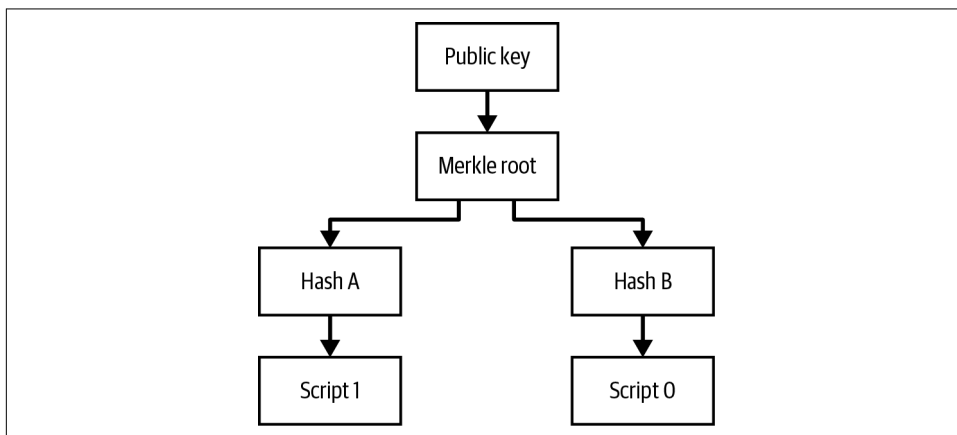 Public key
Merkle root
Hash A
Hash B
Script 1
Script 0